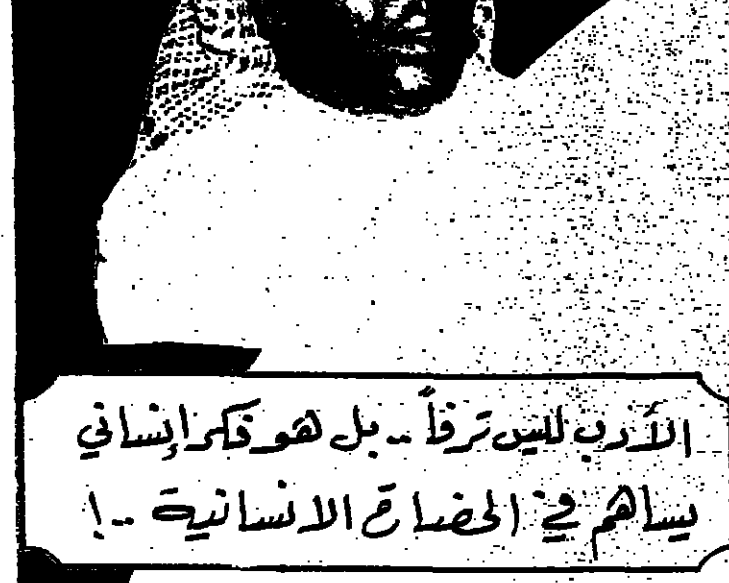 الأدب ليس ترفاً .. بل هو فكر إنساني
يساهم في الحضارة الانسانية .. !